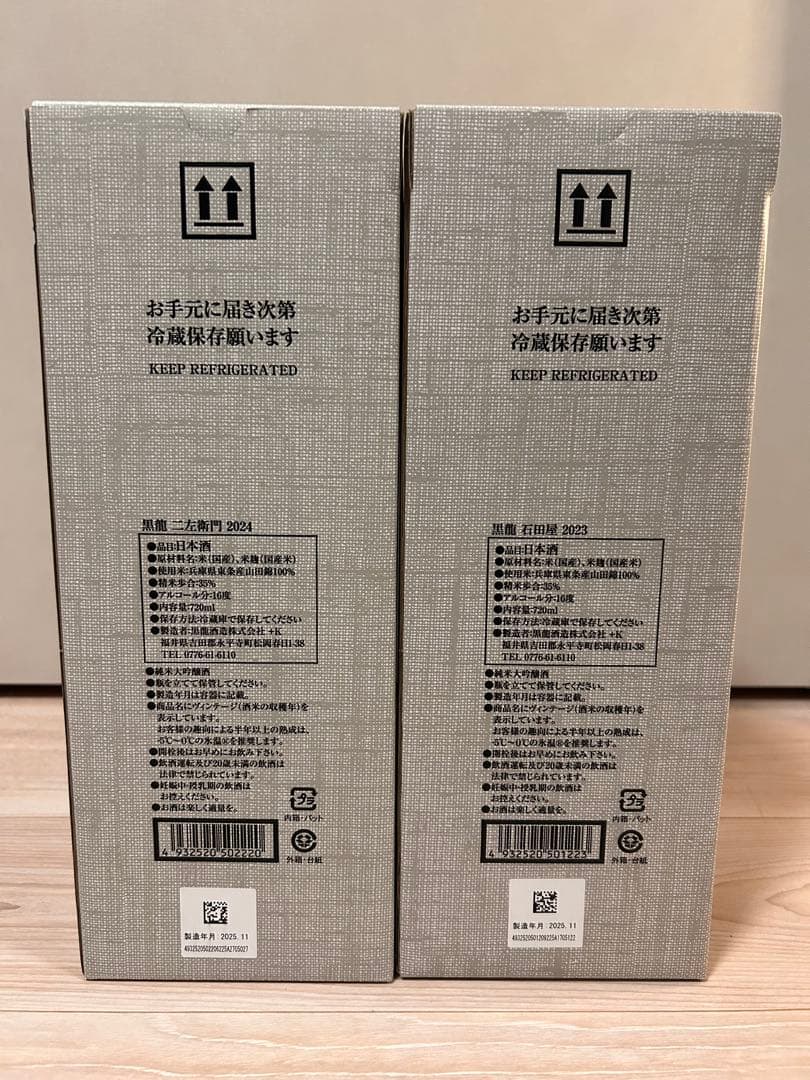 お手元に届き次第
冷蔵保存願います
KEEP REFRIGERATED
黒龍 二左衛門 2024
●品目:日本酒
●原材料名:米(国産)、米麹(国産米)
●使用米:兵庫県東条産山田錦100%
●精米歩合:35%
●アルコール分:16度
●内容量:720ml
●保存方法:冷蔵庫で保存してください
●製造者:黒龍酒造株式会社 +K
福井県吉田郡永平寺町松岡春日1-38
TEL 0776-61-6110
●純米大吟醸酒
●瓶を立てて保管してください。
●製造年月は容器に記載。
●商品名にヴィンテージ(酒米の収穫年)を
表示しています。
お客様の趣向による半年以上の熟成は、
-5℃～0℃の氷温®を推奨します。
●開栓後はお早めにお飲み下さい。
●飲酒運転及び20歳未満の飲酒は
法律で禁じられています。
●妊娠中・授乳期の飲酒は
お控えください。
●お酒は楽しく適量を。
プラ
内箱・パット
外箱・台紙
4 932520 502220
製造年月:2025.11
4932520502206225A2705027
お手元に届き次第
冷蔵保存願います
KEEP REFRIGERATED
黒龍 石田屋 2023
●品目:日本酒
●原材料名:米(国産)、米麹(国産米)
●使用米:兵庫県東条産山田錦100%
●精米歩合:35%
●アルコール分:16度
●内容量:720ml
●保存方法:冷蔵庫で保存してください
●製造者:黒龍酒造株式会社 +K
福井県吉田郡永平寺町松岡春日1-38
TEL 0776-61-6110
●純米大吟醸酒
●瓶を立てて保管してください。
●製造年月は容器に記載。
●商品名にヴィンテージ(酒米の収穫年)を
表示しています。
お客様の趣向による半年以上の熟成は、
-5℃～0℃の氷温®を推奨します。
●開栓後はお早めにお飲み下さい。
●飲酒運転及び20歳未満の飲酒は
法律で禁じられています。
●妊娠中・授乳期の飲酒は
お控えください。
●お酒は楽しく適量を。
プラ
内箱・パット
外箱・台紙
4 932520 501223
製造年月:2025.11
4932520501209225A1705122